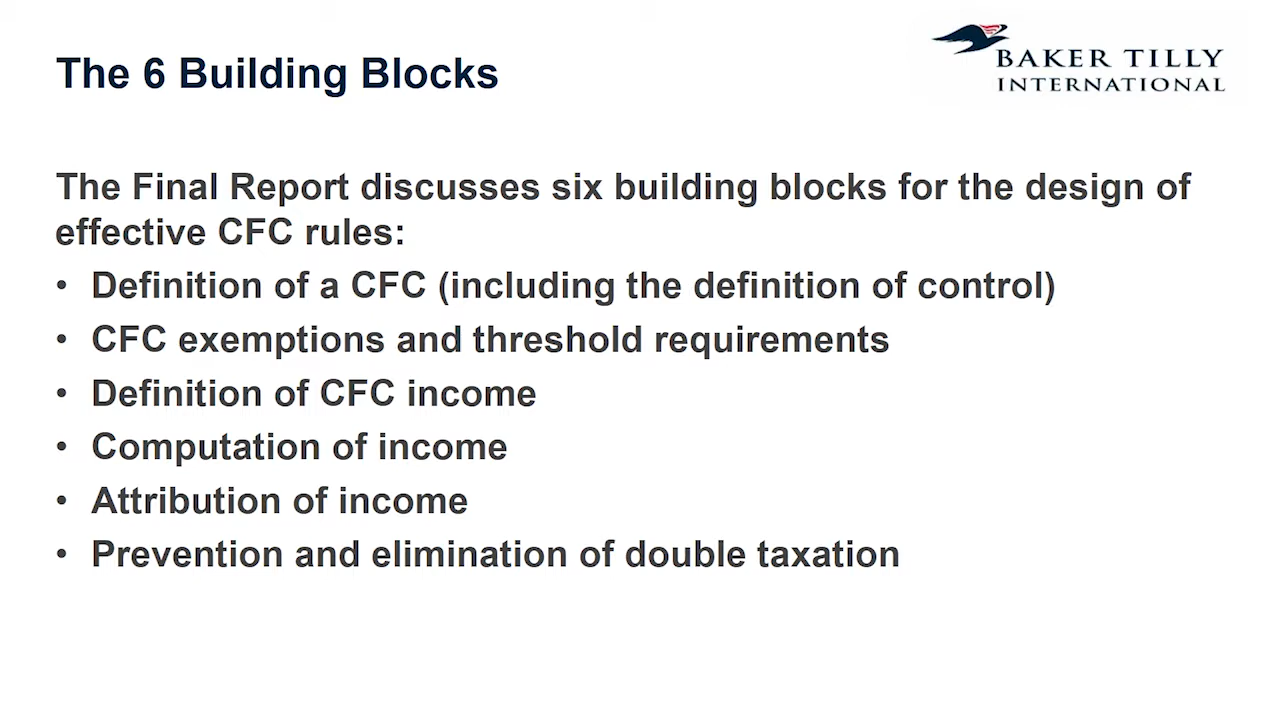 The 6 Building Blocks
BAKER TILLY
INTERNATIONAL
The Final Report discusses six building blocks for the design of
effective CFC rules:
• Definition of a CFC (including the definition of control)
• CFC exemptions and threshold requirements
• Definition of CFC income
• Computation of income
• Attribution of income
• Prevention and elimination of double taxation